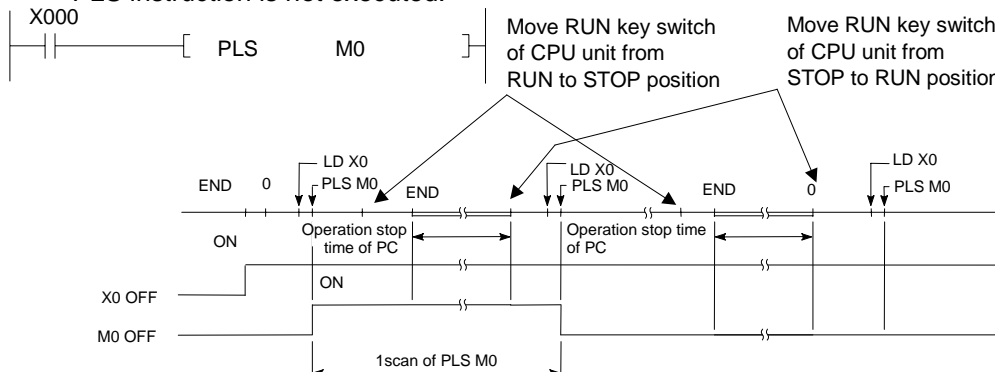 PLS instruction is not executed.
X000
PLS M0
Move RUN key switch
of CPU unit from
RUN to STOP position
Move RUN key switch
of CPU unit from
STOP to RUN position
END 0
LD X0
PLS M0
END
LD X0
PLS M0
END
0
LD X0
PLS M0
Operation stop
time of PC
Operation stop time
of PC
ON
X0 OFF
ON
M0 OFF
1scan of PLS M0